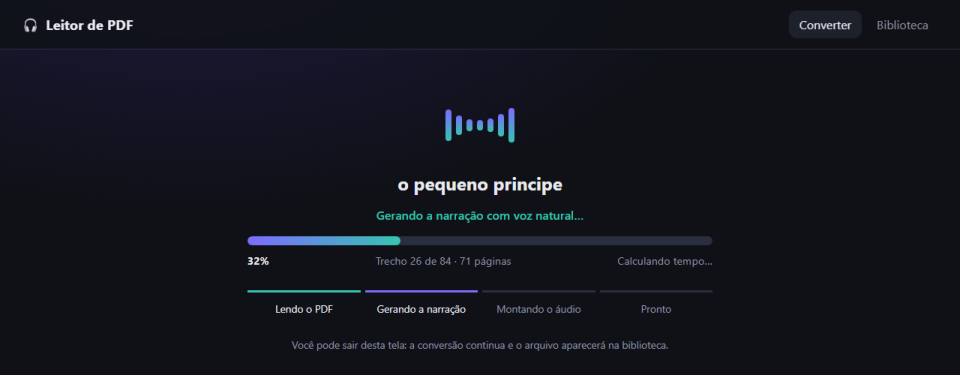 Leitor de PDF
Converter
Biblioteca
o pequeno principe
Gerando a narração com voz natural...
32%
Trecho 26 de 84 · 71 páginas
Calculando tempo...
Lendo o PDF
Gerando a narração
Montando o áudio
Pronto
Você pode sair desta tela: a conversão continua e o arquivo aparecerá na biblioteca.